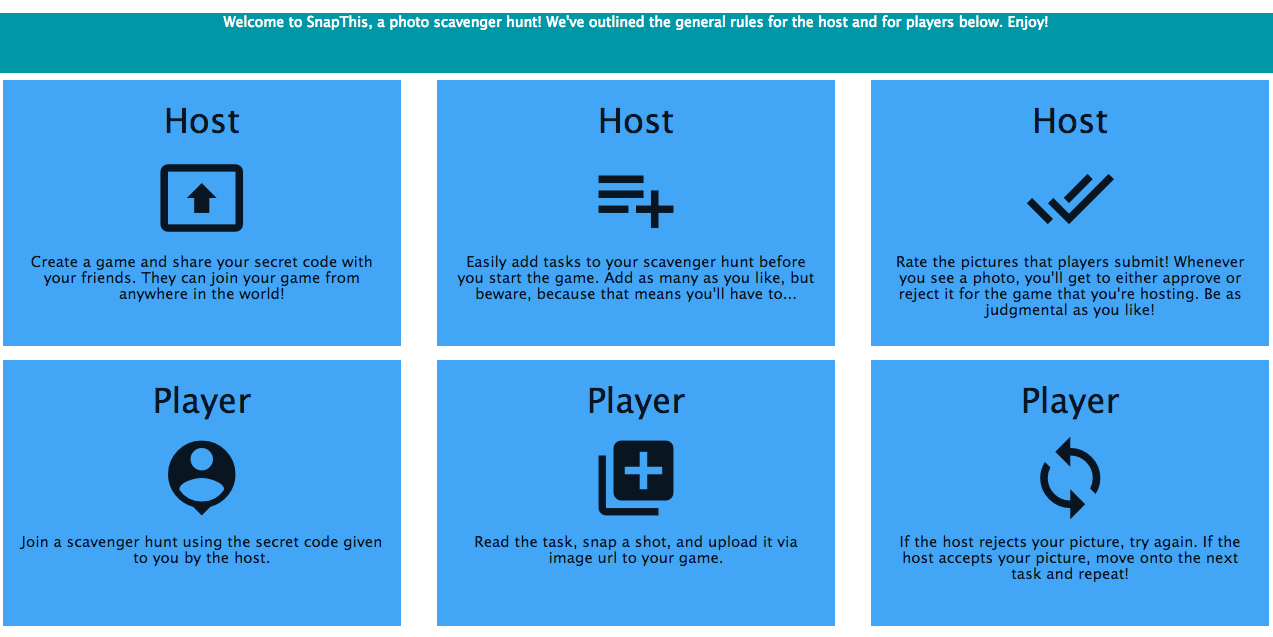 Welcome to SnapThis, a photo scavenger hunt! We've outlined the general rules for the host and for players below. Enjoy!
Host
Create a game and share your secret code with
your friends. They can join your game from
anywhere in the world!
Host
Easily add tasks to your scavenger hunt before
you start the game. Add as many as you like, but
beware, because that means you'll have to...
Host
Rate the pictures that players submit! Whenever
you see a photo, you'll get to either approve or
reject it for the game that you're hosting. Be as
judgmental as you like!
Player
Join a scavenger hunt using the secret code given
to you by the host.
Player
Read the task, snap a shot, and upload it via
image url to your game.
Player
If the host rejects your picture, try again. If the
host accepts your picture, move onto the next
task and repeat!